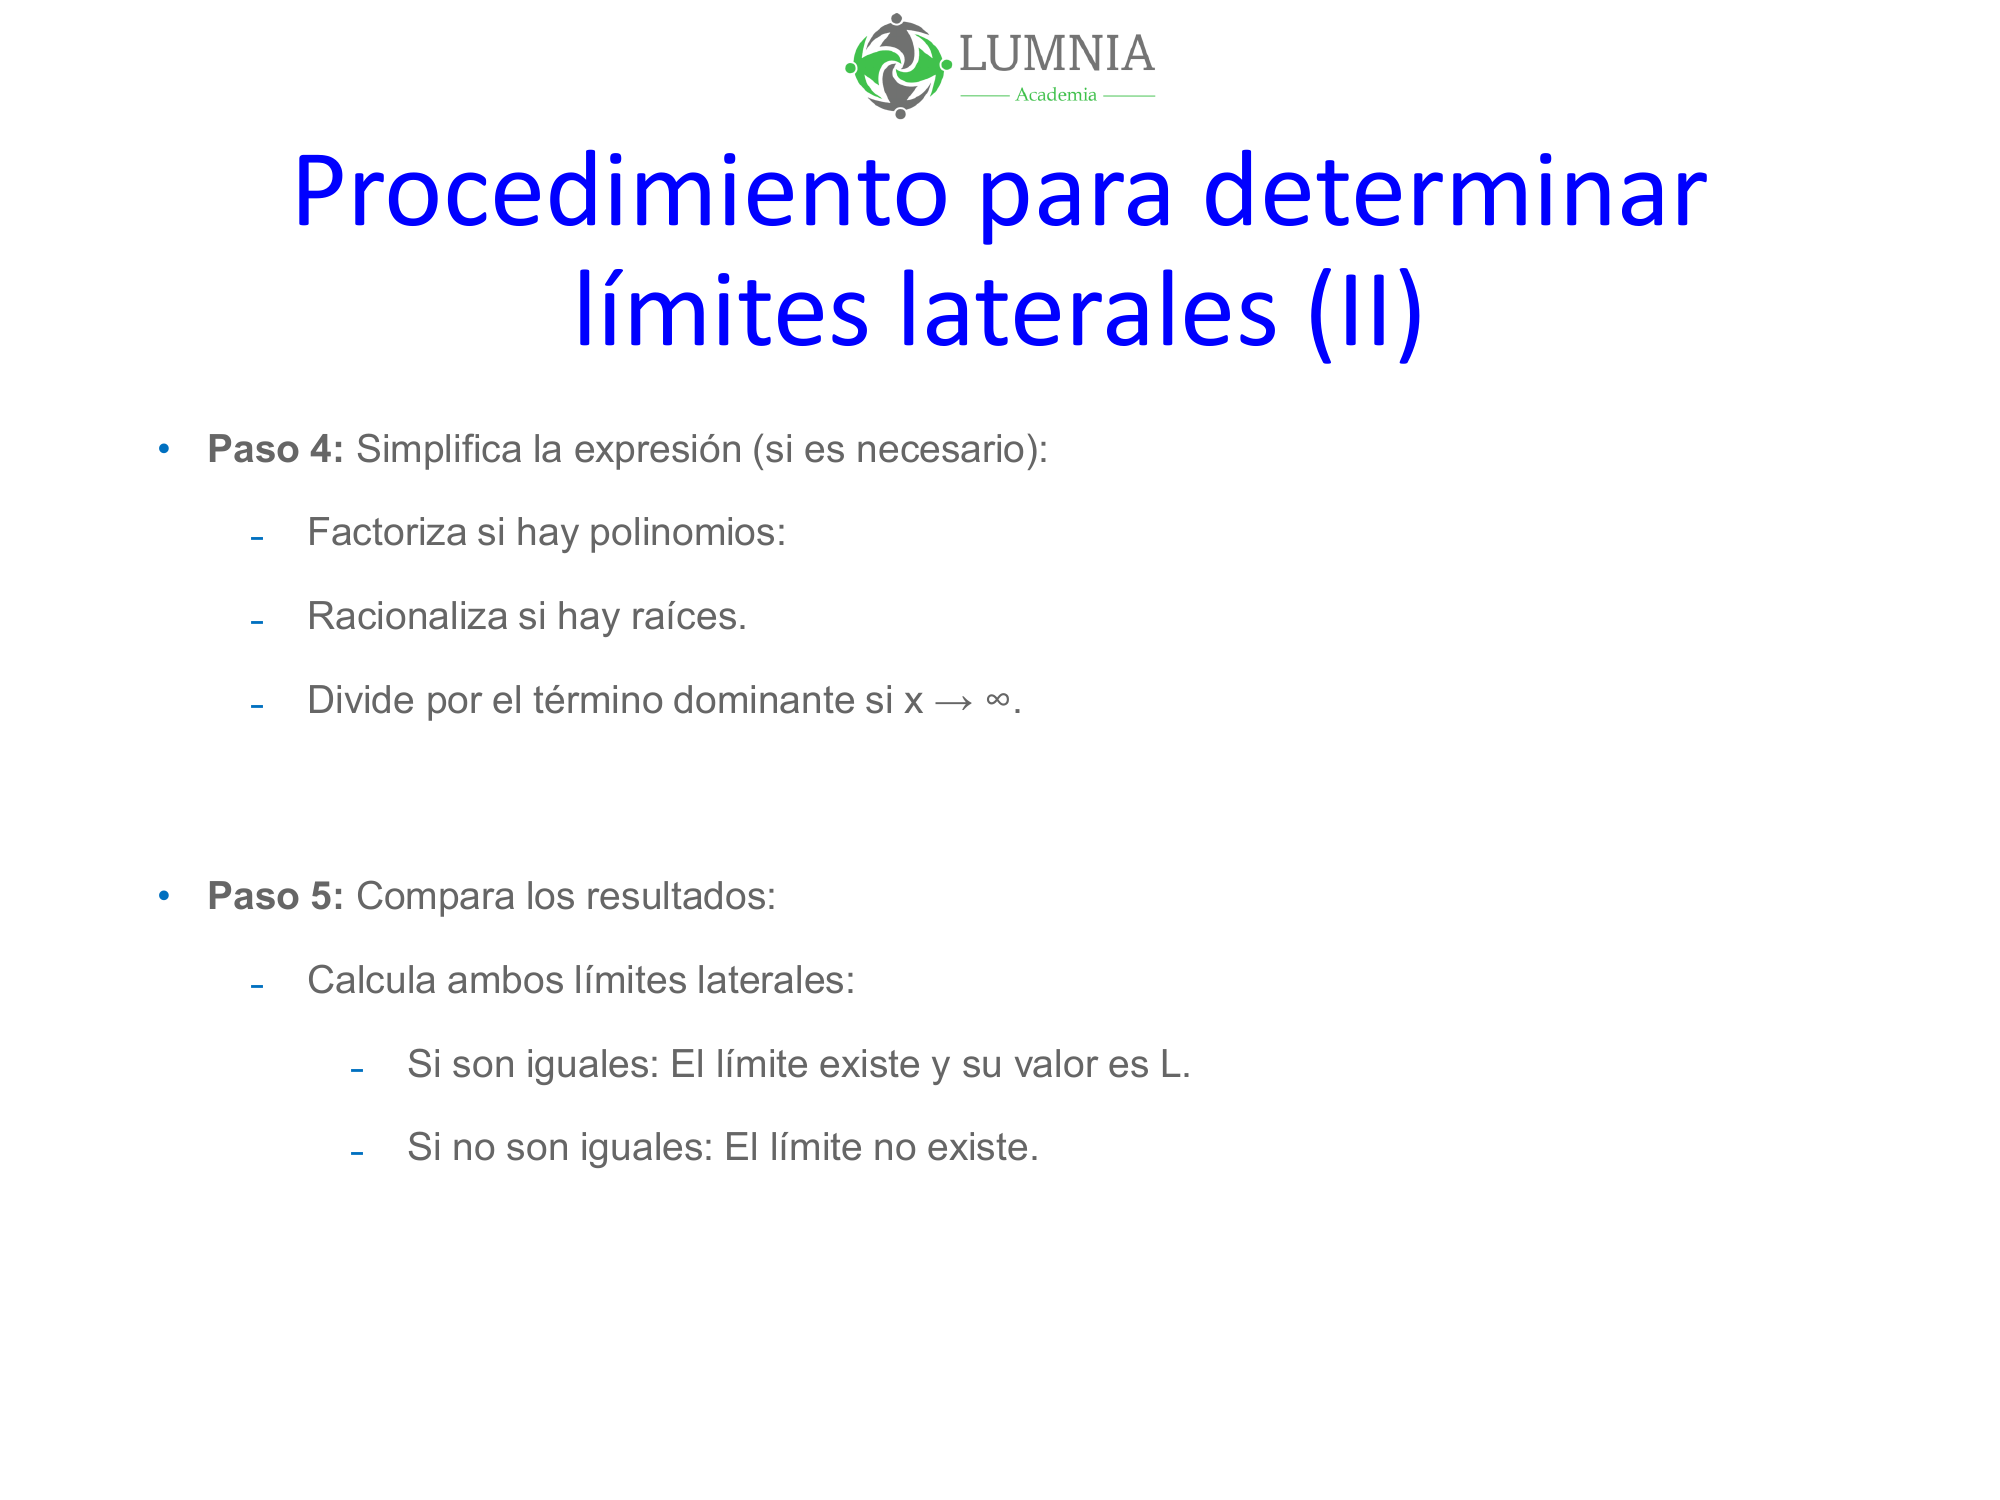 LUMNIA
Academia
Procedimiento para determinar
límites laterales (II)
• Paso 4: Simplifica la expresión (si es necesario):
- Factoriza si hay polinomios:
- Racionaliza si hay raíces.
- Divide por el término dominante si x → ∞.
• Paso 5: Compara los resultados:
- Calcula ambos límites laterales:
- Si son iguales: El límite existe y su valor es L.
- Si no son iguales: El límite no existe.